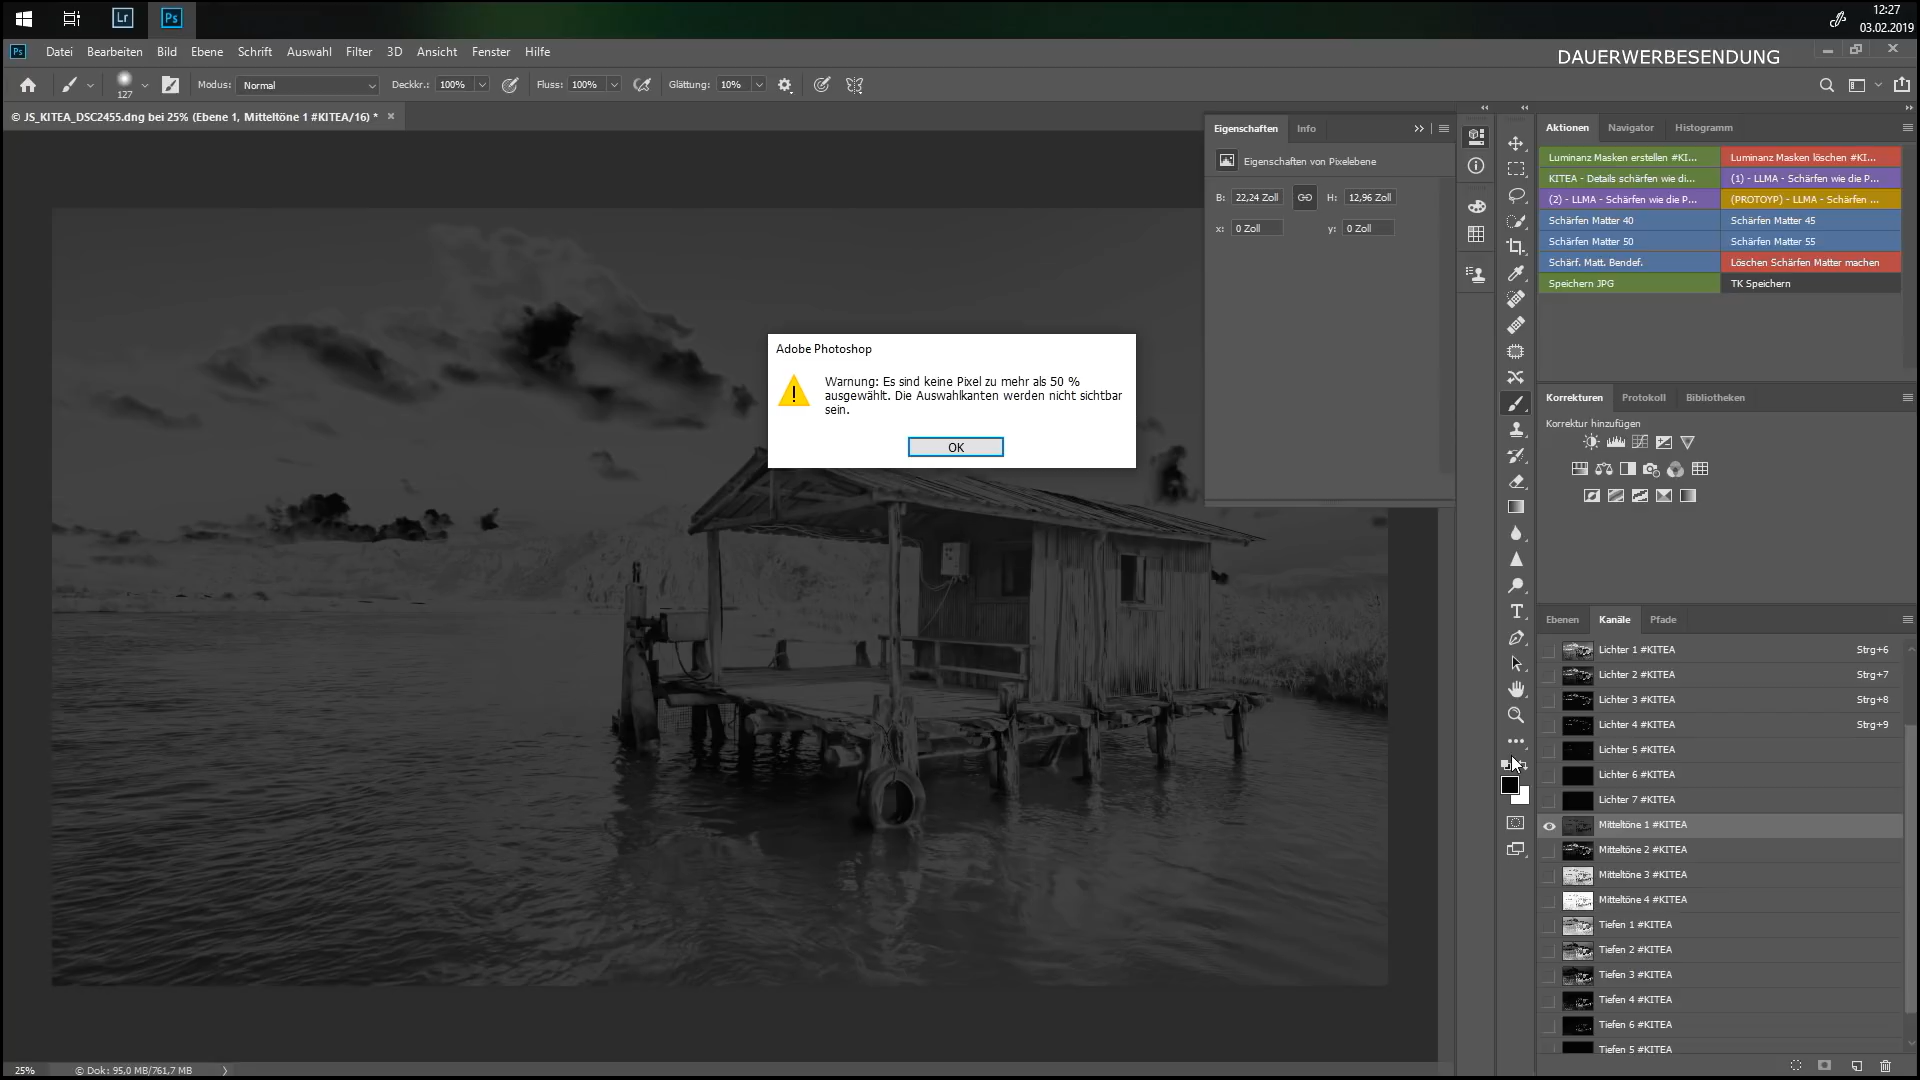 Lr
Ps
12:27
03.02.2019
Ps
Datei Bearbeiten Bild Ebene Schrift Auswahl Filter 3D Ansicht Fenster Hilfe
DAUERWERBESENDUNG
127
Modus: Normal
Deckkr.: 100%
Fluss: 100%
Glättung: 10%
© JS_KITEA_DSC2455.dng bei 25% (Ebene 1, Mitteltöne 1 #KITEA/16) *
Eigenschaften Info
Eigenschaften von Pixelebene
B: 22,24 Zoll H: 12,96 Zoll
x: 0 Zoll y: 0 Zoll
Adobe Photoshop
Warnung: Es sind keine Pixel zu mehr als 50 %
ausgewählt. Die Auswahlkanten werden nicht sichtbar
sein.
OK
Aktionen Navigator Histogramm
Luminanz Masken erstellen #KI... Luminanz Masken löschen #KI...
KITEA - Details schärfen wie di... (1) - LLMA - Schärfen wie die P...
(2) - LLMA - Schärfen wie die P... (PROTOYP) - LLMA - Schärfen ...
Schärfen Matter 40 Schärfen Matter 45
Schärfen Matter 50 Schärfen Matter 55
Schärf. Matt. Bendef. Löschen Schärfen Matter machen
Speichern JPG TK Speichern
Korrekturen Protokoll Bibliotheken
Korrektur hinzufügen
Ebenen Kanäle Pfade
Lichter 1 #KITEA Strg+6
Lichter 2 #KITEA Strg+7
Lichter 3 #KITEA Strg+8
Lichter 4 #KITEA Strg+9
Lichter 5 #KITEA
Lichter 6 #KITEA
Lichter 7 #KITEA
Mitteltöne 1 #KITEA
Mitteltöne 2 #KITEA
Mitteltöne 3 #KITEA
Mitteltöne 4 #KITEA
Tiefen 1 #KITEA
Tiefen 2 #KITEA
Tiefen 3 #KITEA
Tiefen 4 #KITEA
Tiefen 6 #KITEA
Tiefen 5 #KITEA
25% © Dok: 95,0 MB/761,7 MB